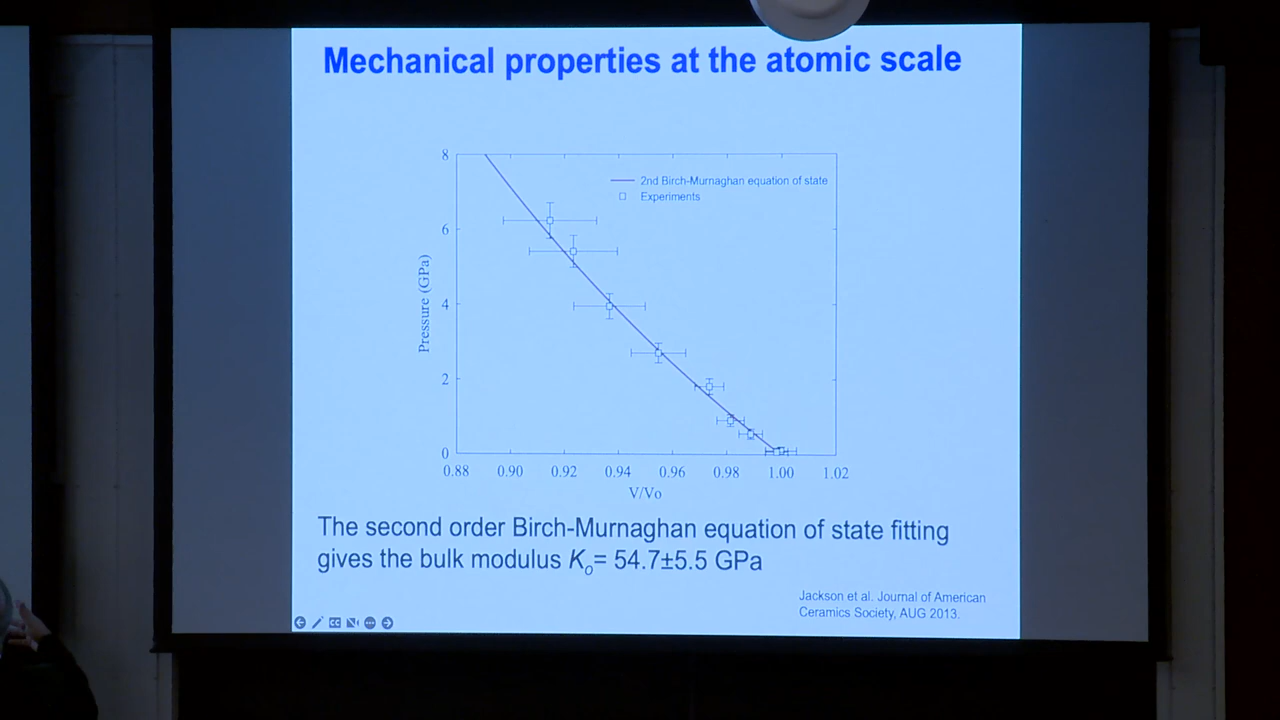 Mechanical properties at the atomic scale
8
2nd Birch-Murnaghan equation of state
Experiments
6
Pressure (GPa)
4
2
0
0.88 0.90 0.92 0.94 0.96 0.98 1.00 1.02
V/Vo
The second order Birch-Murnaghan equation of state fitting
gives the bulk modulus Ko= 54.7±5.5 GPa
Jackson et al. Journal of American
Ceramics Society, AUG 2013.
CC